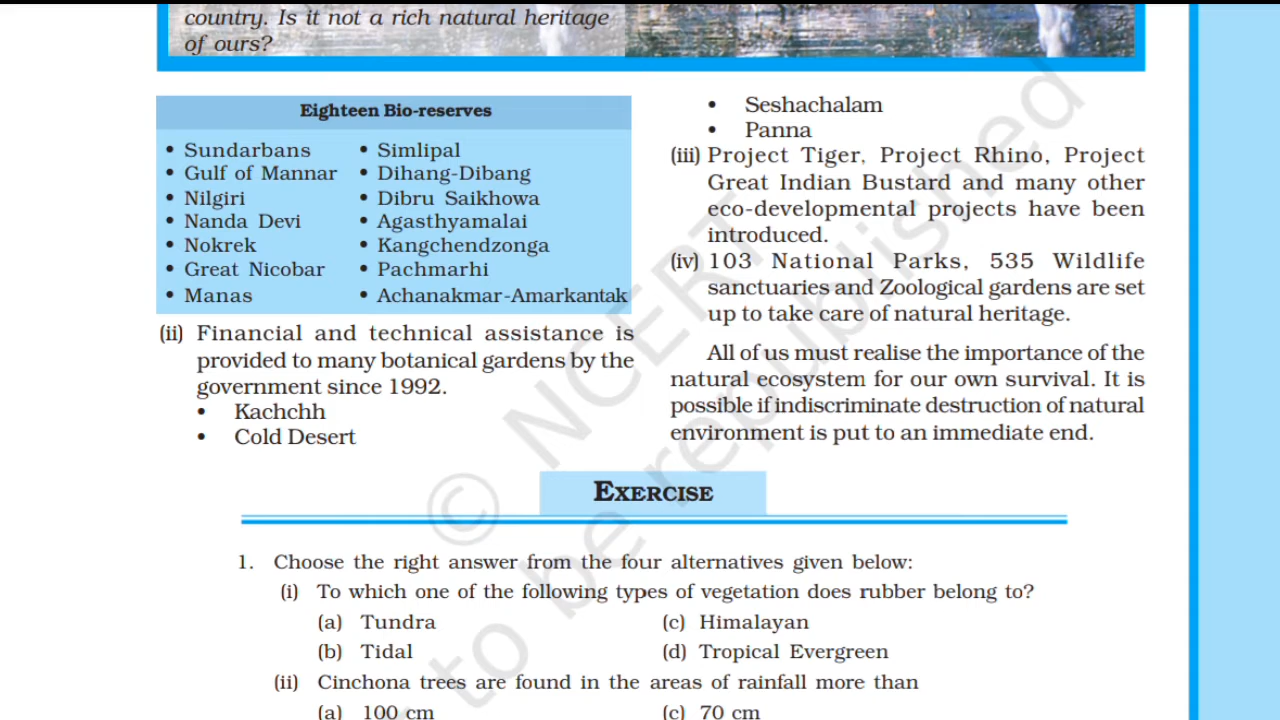 country. Is it not a rich natural heritage
of ours?
Eighteen Bio-reserves
• Sundarbans
• Gulf of Mannar
• Nilgiri
• Nanda Devi
• Nokrek
• Great Nicobar
• Manas
• Simlipal
• Dihang-Dibang
• Dibru Saikhowa
• Agasthyamalai
• Kangchendzonga
• Pachmarhi
• Achanakmar-Amarkantak
(ii) Financial and technical assistance is
provided to many botanical gardens by the
government since 1992.
• Kachchh
• Cold Desert
• Seshachalam
• Panna
(iii) Project Tiger, Project Rhino, Project
Great Indian Bustard and many other
eco-developmental projects have been
introduced.
(iv) 103 National Parks, 535 Wildlife
sanctuaries and Zoological gardens are set
up to take care of natural heritage.
All of us must realise the importance of the
natural ecosystem for our own survival. It is
possible if indiscriminate destruction of natural
environment is put to an immediate end.
© NCERT
to be republished
EXERCISE
1. Choose the right answer from the four alternatives given below:
(i) To which one of the following types of vegetation does rubber belong to?
(a) Tundra (c) Himalayan
(b) Tidal (d) Tropical Evergreen
(ii) Cinchona trees are found in the areas of rainfall more than
(a) 100 cm (c) 70 cm